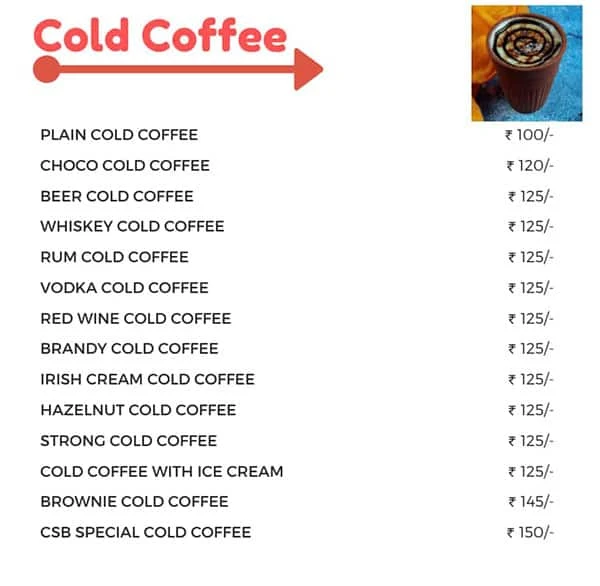 Cold Coffee
PLAIN COLD COFFEE ₹ 100/-
CHOCO COLD COFFEE ₹ 120/-
BEER COLD COFFEE ₹ 125/-
WHISKEY COLD COFFEE ₹ 125/-
RUM COLD COFFEE ₹ 125/-
VODKA COLD COFFEE ₹ 125/-
RED WINE COLD COFFEE ₹ 125/-
BRANDY COLD COFFEE ₹ 125/-
IRISH CREAM COLD COFFEE ₹ 125/-
HAZELNUT COLD COFFEE ₹ 125/-
STRONG COLD COFFEE ₹ 125/-
COLD COFFEE WITH ICE CREAM ₹ 125/-
BROWNIE COLD COFFEE ₹ 145/-
CSB SPECIAL COLD COFFEE ₹ 150/-